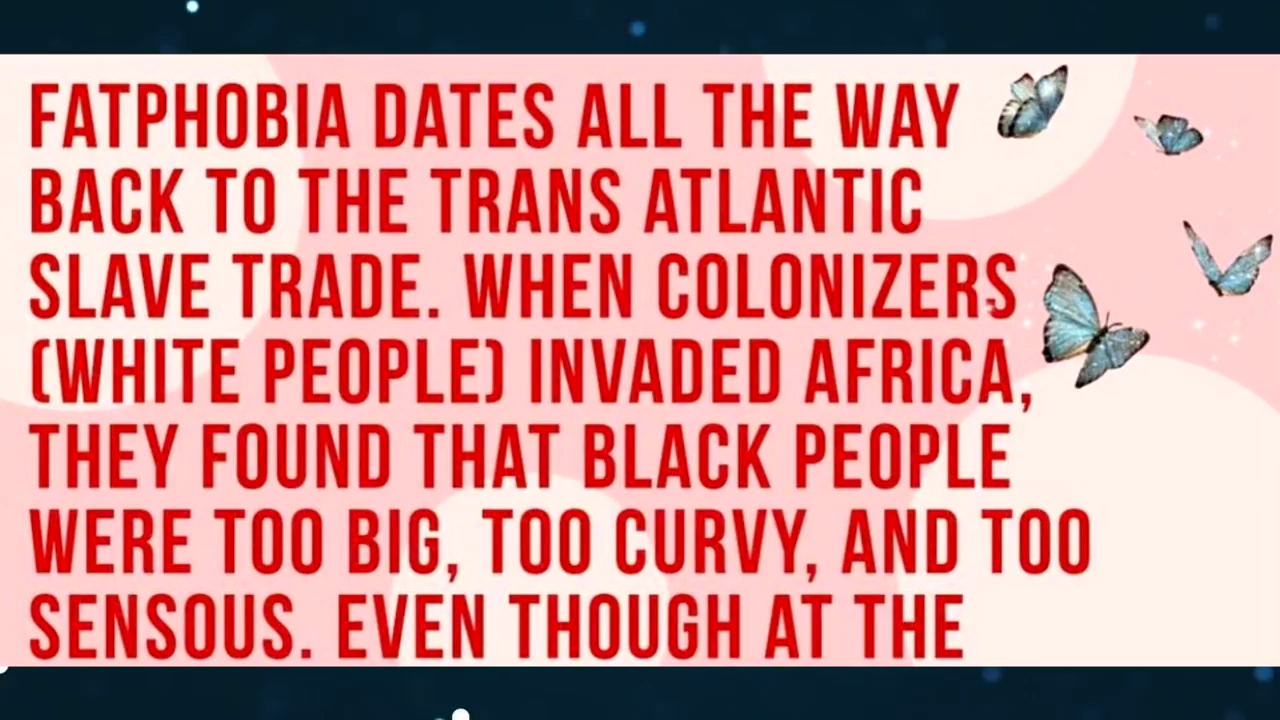 FATPHOBIA DATES ALL THE WAY
BACK TO THE TRANS ATLANTIC
SLAVE TRADE. WHEN COLONIZERS
(WHITE PEOPLE) INVADED AFRICA,
THEY FOUND THAT BLACK PEOPLE
WERE TOO BIG, TOO CURVY, AND TOO
SENSOUS. EVEN THOUGH AT THE